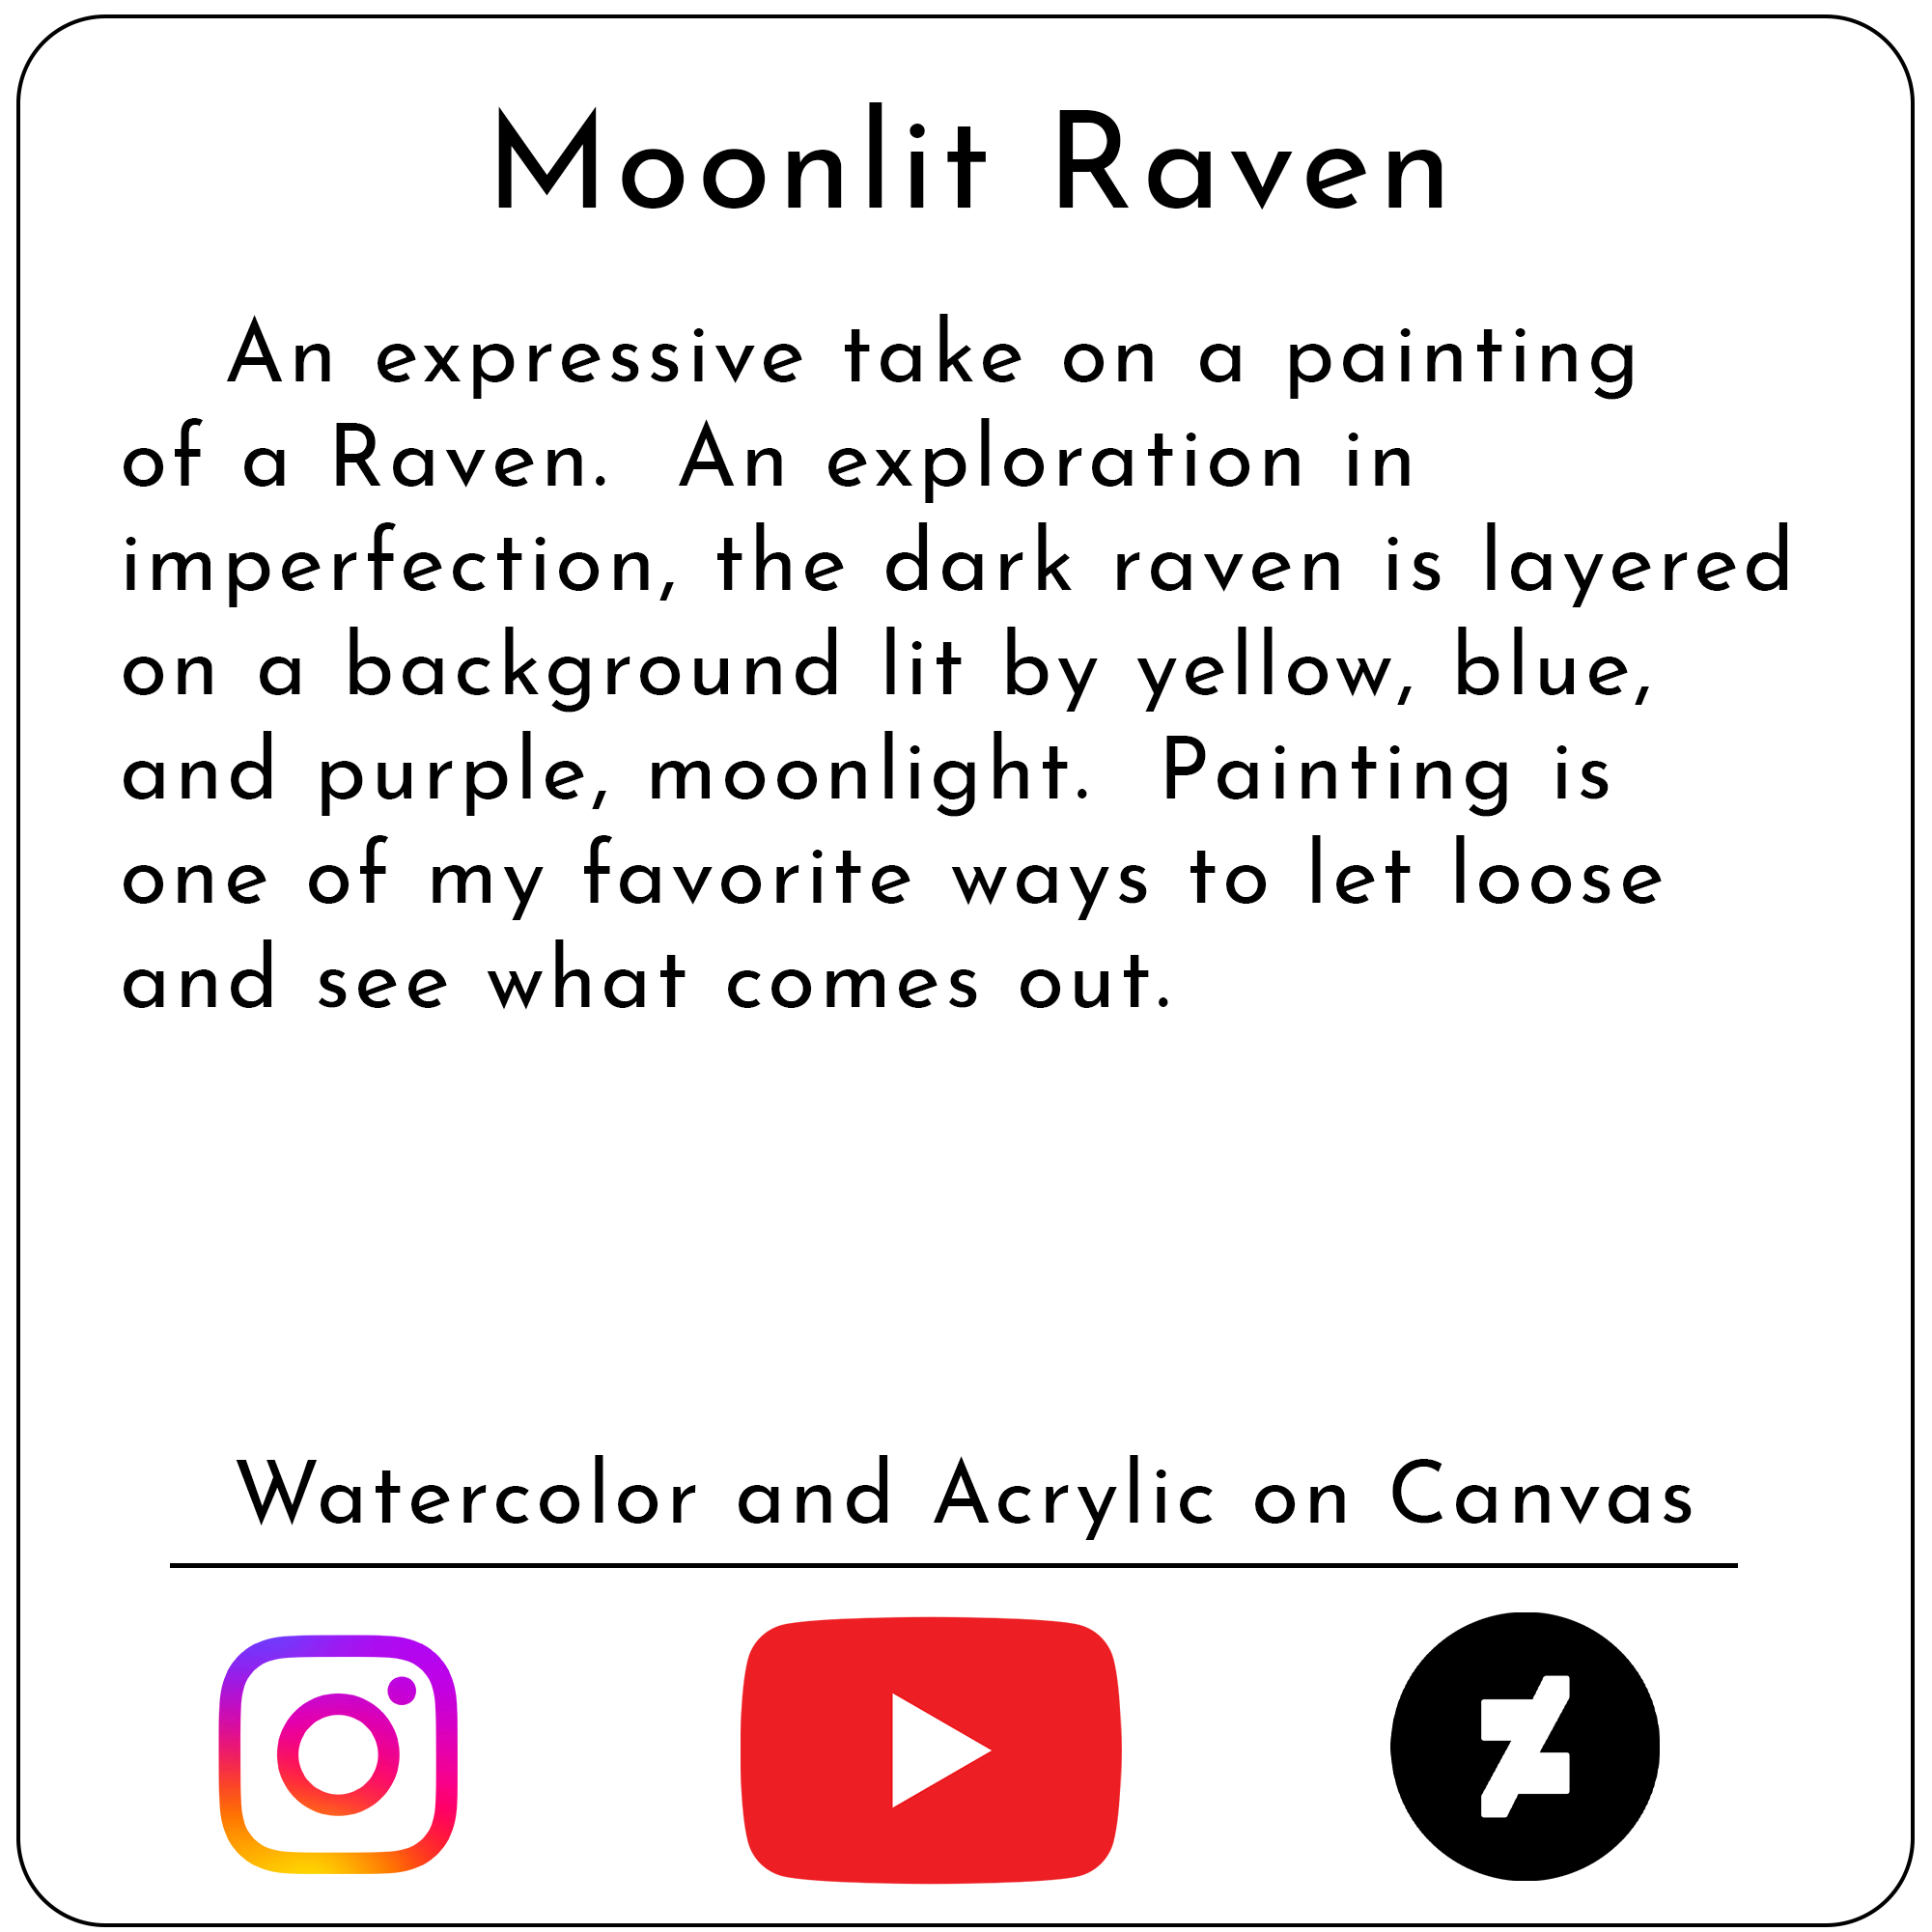 Moonlit Raven
An expressive take on a painting
of a Raven.  An exploration in
imperfection, the dark raven is layered
on a background lit by yellow, blue,
and purple, moonlight.  Painting is
one of my favorite ways to let loose
and see what comes out.
Watercolor and Acrylic on Canvas